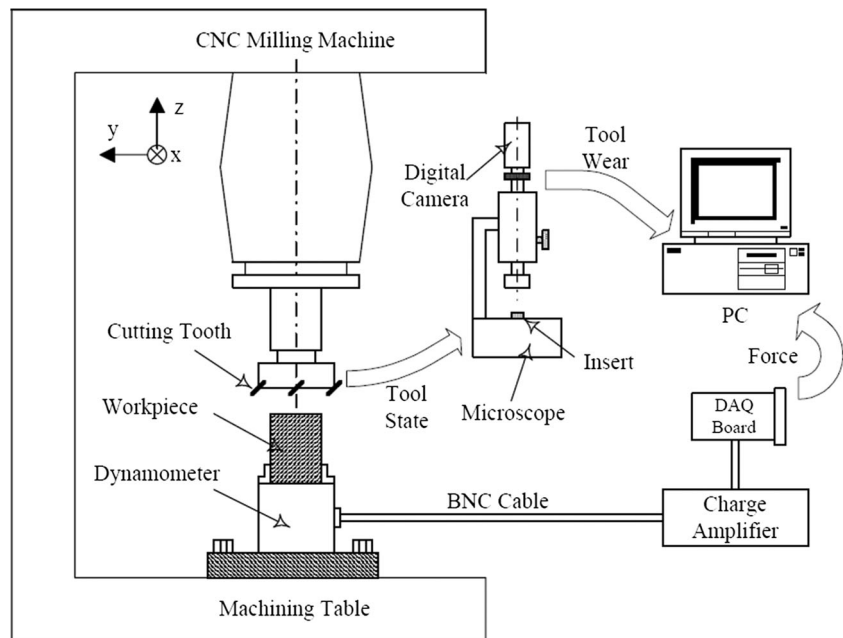 CNC Milling Machine
z
y
x
Digital
Camera
Tool
Wear
PC
Cutting Tooth
Insert
Force
Tool
State
Microscope
Workpiece
DAQ
Board
Dynamometer
BNC Cable
Charge
Amplifier
Machining Table